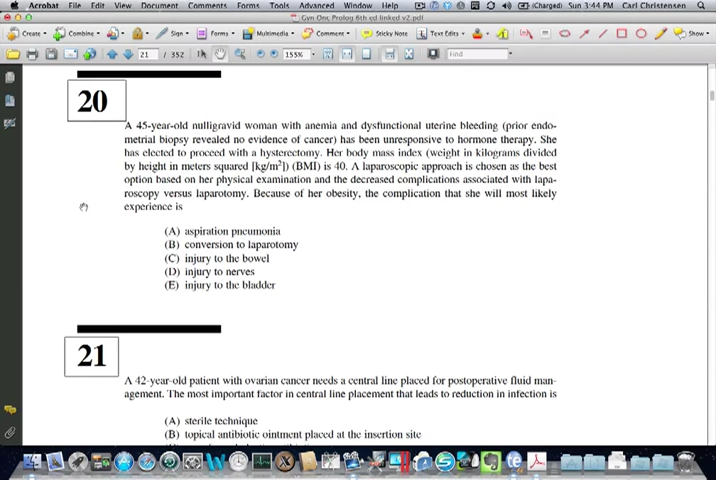 Acrobat File Edit View Document Comments Forms Tools Advanced Window Help (Charged) Sun 3:44 PM Carl Christensen
Gyn Onc Prolog 6th ed linked v2.pdf
Create Combine Sign Forms Multimedia Comment Sticky Note Text Edits Show
21 / 352 155% Find
20
A 45-year-old nulligravid woman with anemia and dysfunctional uterine bleeding (prior endo-
metrial biopsy revealed no evidence of cancer) has been unresponsive to hormone therapy. She
has elected to proceed with a hysterectomy. Her body mass index (weight in kilograms divided
by height in meters squared [kg/m²]) (BMI) is 40. A laparoscopic approach is chosen as the best
option based on her physical examination and the decreased complications associated with lapa-
roscopy versus laparotomy. Because of her obesity, the complication that she will most likely
experience is
(A) aspiration pneumonia
(B) conversion to laparotomy
(C) injury to the bowel
(D) injury to nerves
(E) injury to the bladder
21
A 42-year-old patient with ovarian cancer needs a central line placed for postoperative fluid man-
agement. The most important factor in central line placement that leads to reduction in infection is
(A) sterile technique
(B) topical antibiotic ointment placed at the insertion site